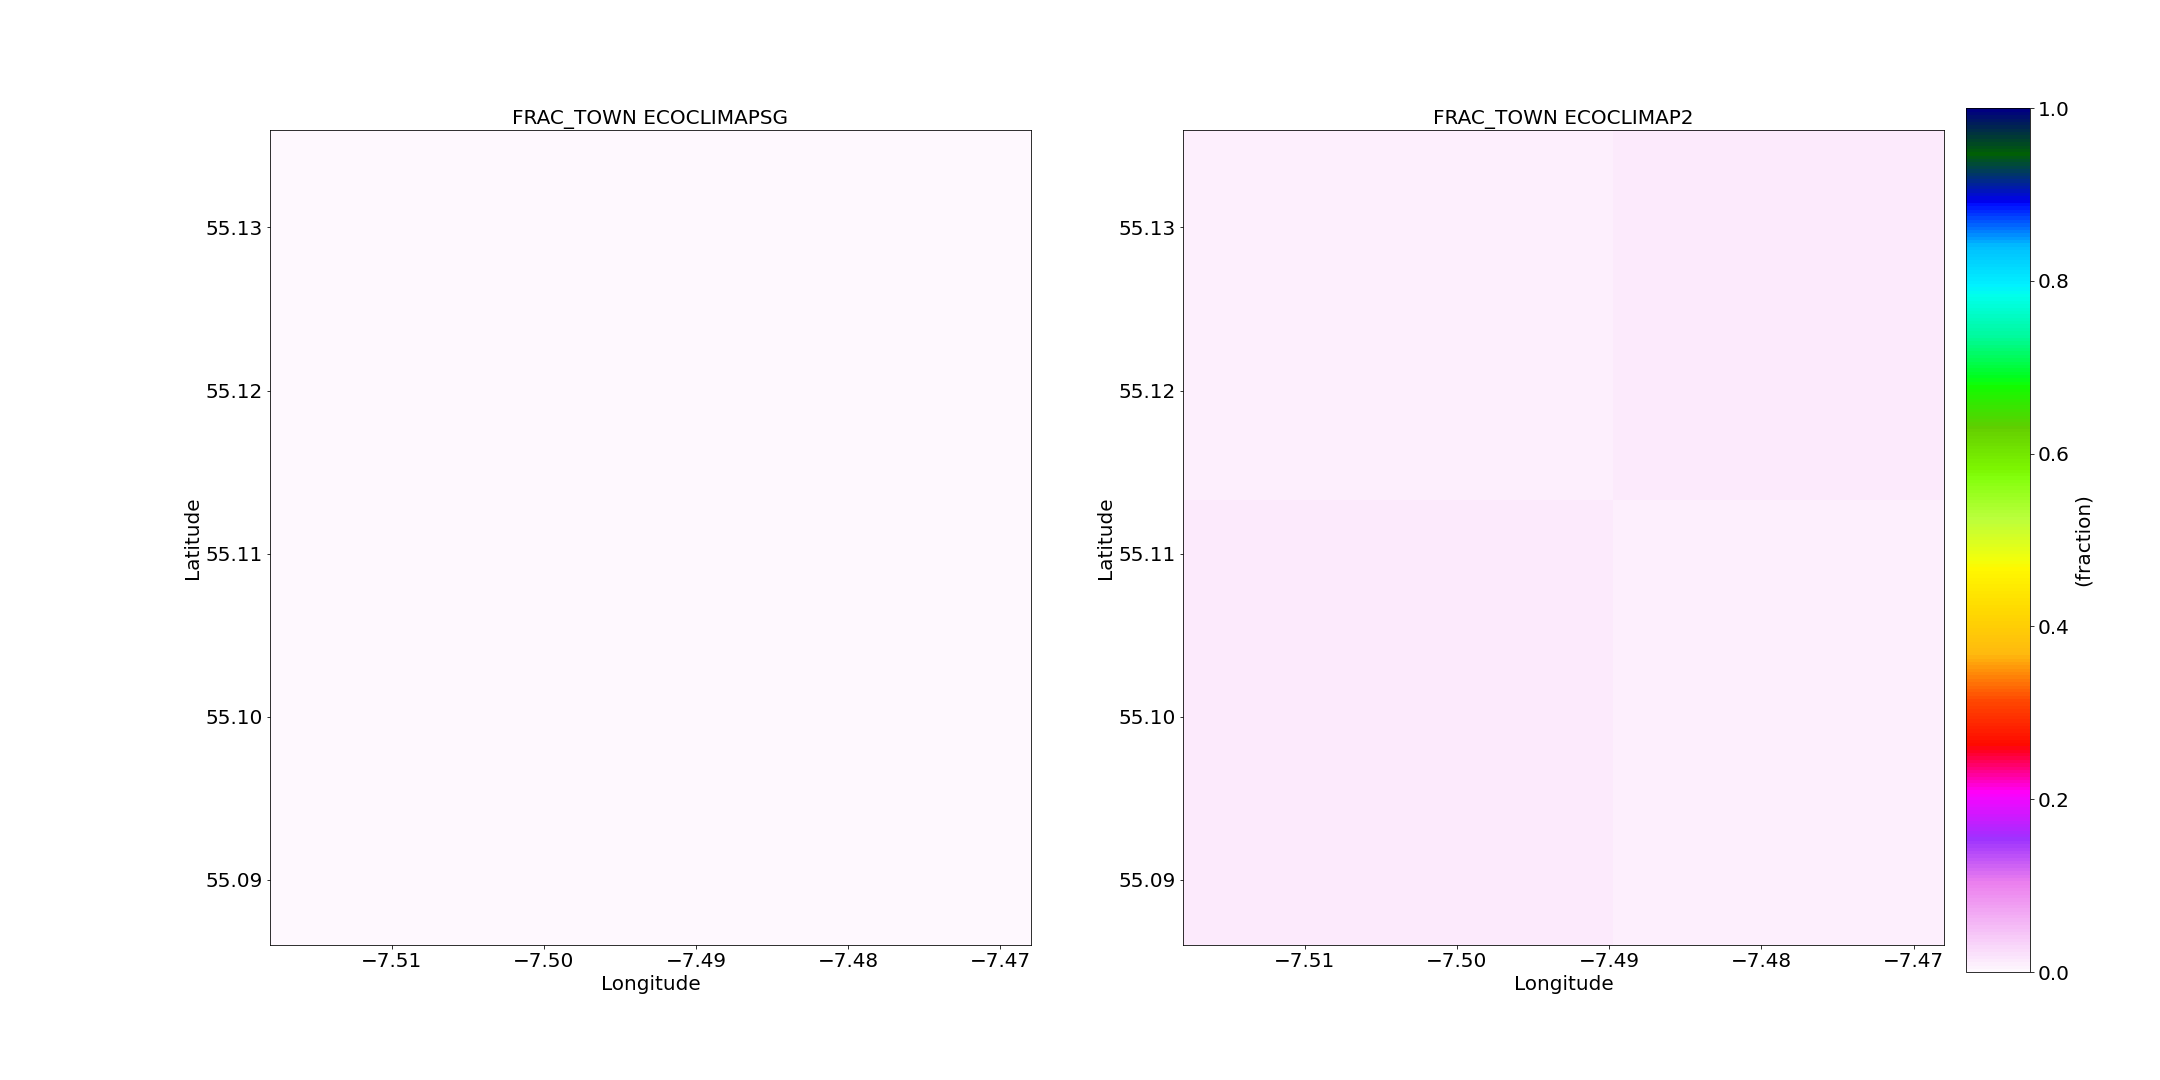 FRAC_TOWN ECOCLIMAPSG
55.13
55.12
55.11
55.10
55.09
Latitude
−7.51 −7.50 −7.49 −7.48 −7.47
Longitude
FRAC_TOWN ECOCLIMAP2
55.13
55.12
55.11
55.10
55.09
Latitude
−7.51 −7.50 −7.49 −7.48 −7.47
Longitude
1.0
0.8
0.6
0.4
0.2
0.0
(fraction)